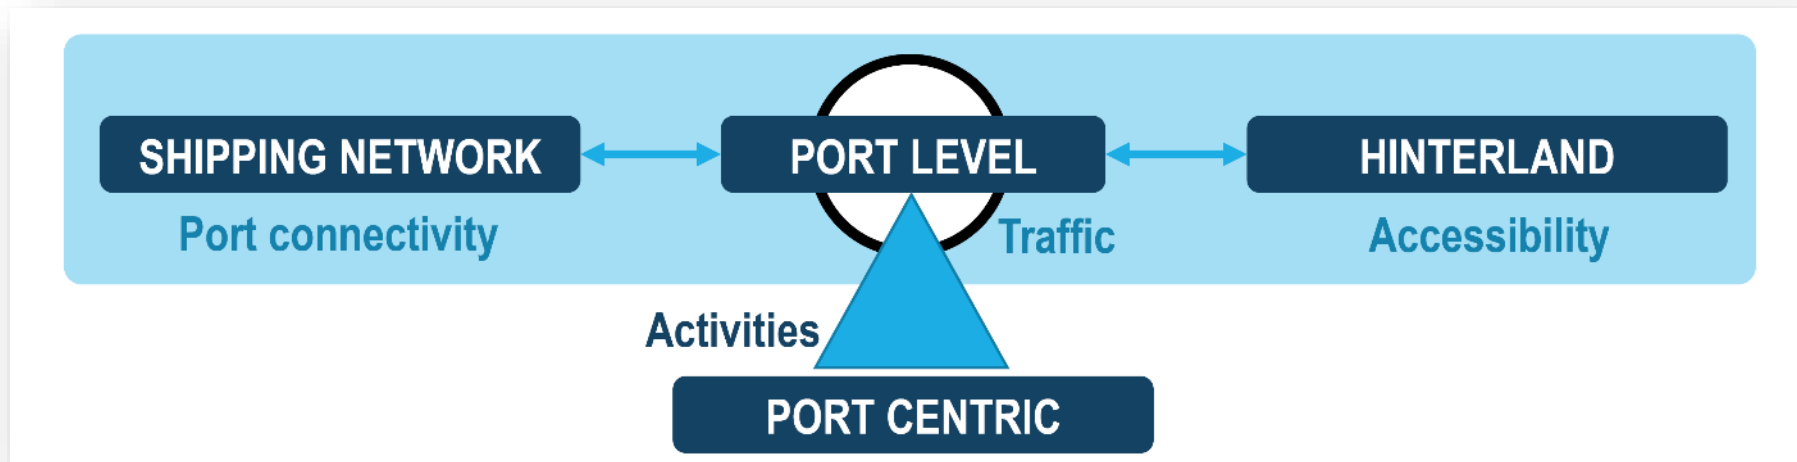 SHIPPING NETWORK
PORT LEVEL
HINTERLAND
Port connectivity
Traffic
Accessibility
Activities
PORT CENTRIC